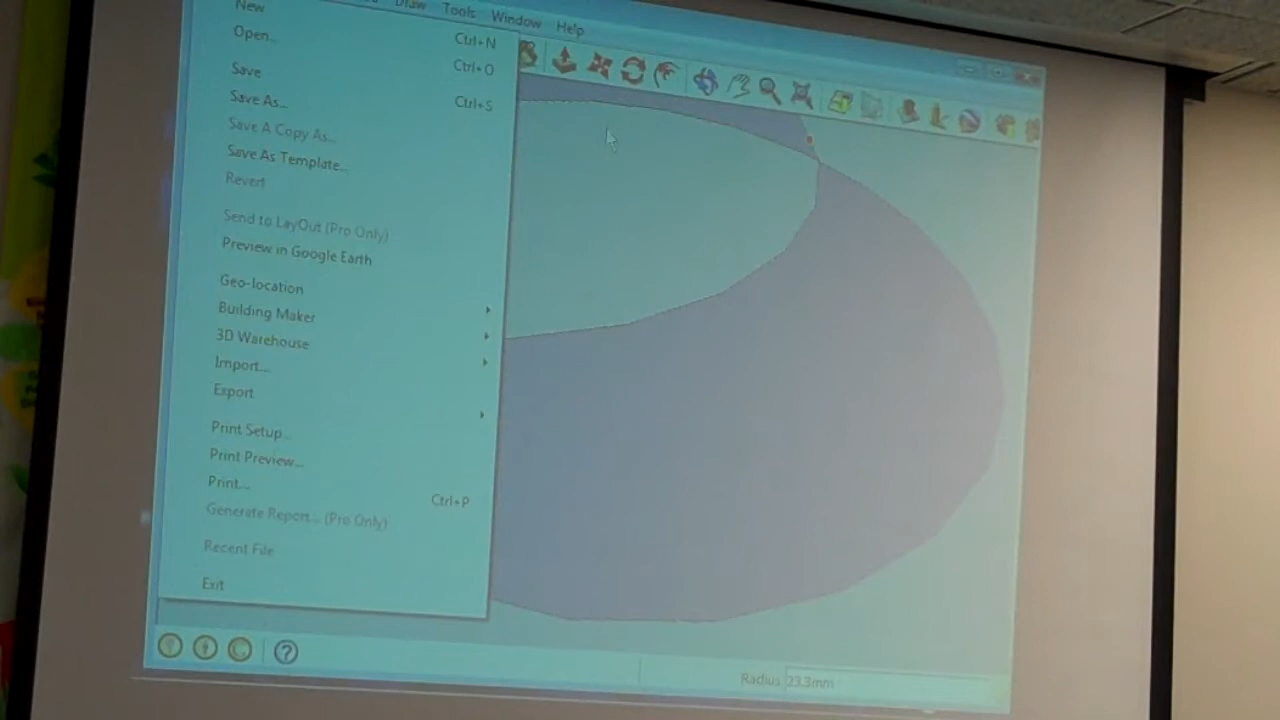 Draw Tools Window Help
New Ctrl+N
Open... Ctrl+O
Save Ctrl+S
Save As...
Save A Copy As...
Save As Template...
Revert
Send to LayOut (Pro Only)
Preview in Google Earth
Geo-location
Building Maker
3D Warehouse
Import...
Export
Print Setup...
Print Preview...
Print... Ctrl+P
Generate Report... (Pro Only)
Recent File
Exit
?
Radius 23.3mm